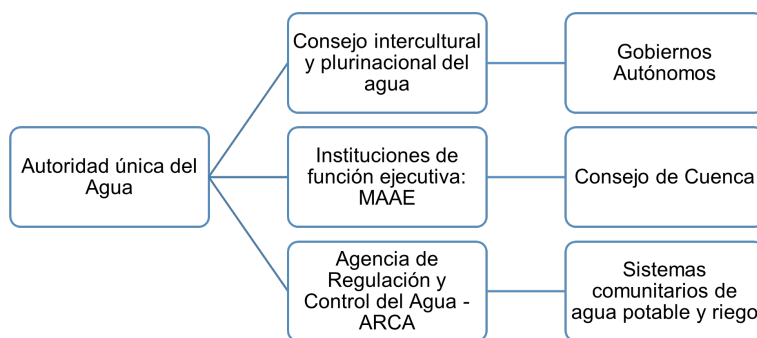 Autoridad única del
Agua
Consejo intercultural
y plurinacional del
agua
Gobiernos
Autónomos
Instituciones de
función ejecutiva:
MAAE
Consejo de Cuenca
Agencia de
Regulación y
Control del Agua -
ARCA
Sistemas
comunitarios de
agua potable y riego